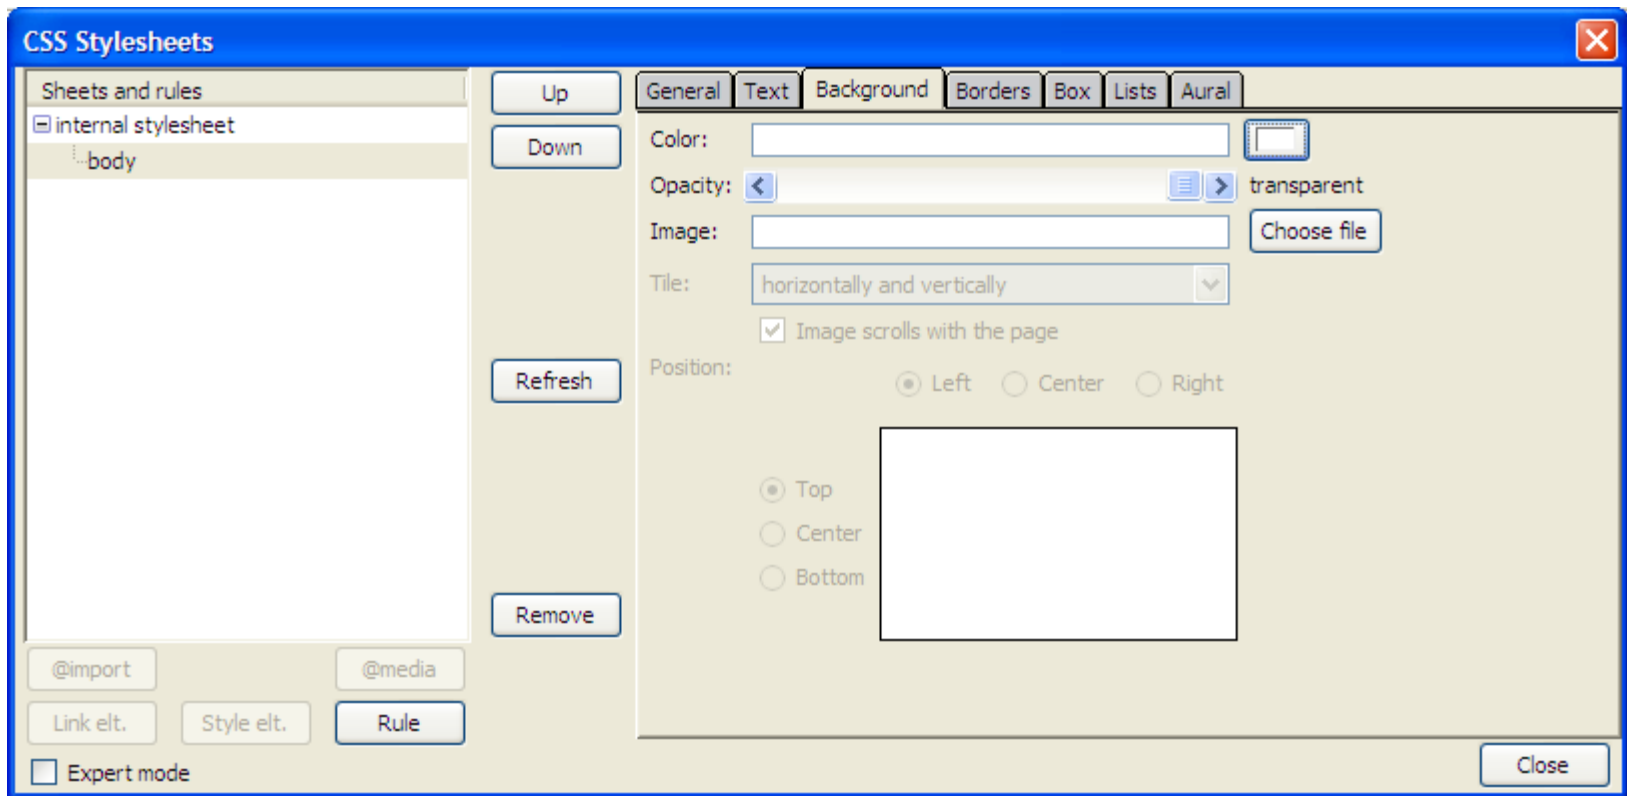 CSS Stylesheets
Sheets and rules
internal stylesheet
body
@import
@media
Link elt.
Style elt.
Rule
Expert mode
Up
Down
Refresh
Remove
General
Text
Background
Borders
Box
Lists
Aural
Color:
Opacity:
transparent
Image:
Choose file
Tile:
horizontally and vertically
Image scrolls with the page
Position:
Left
Center
Right
Top
Center
Bottom
Close